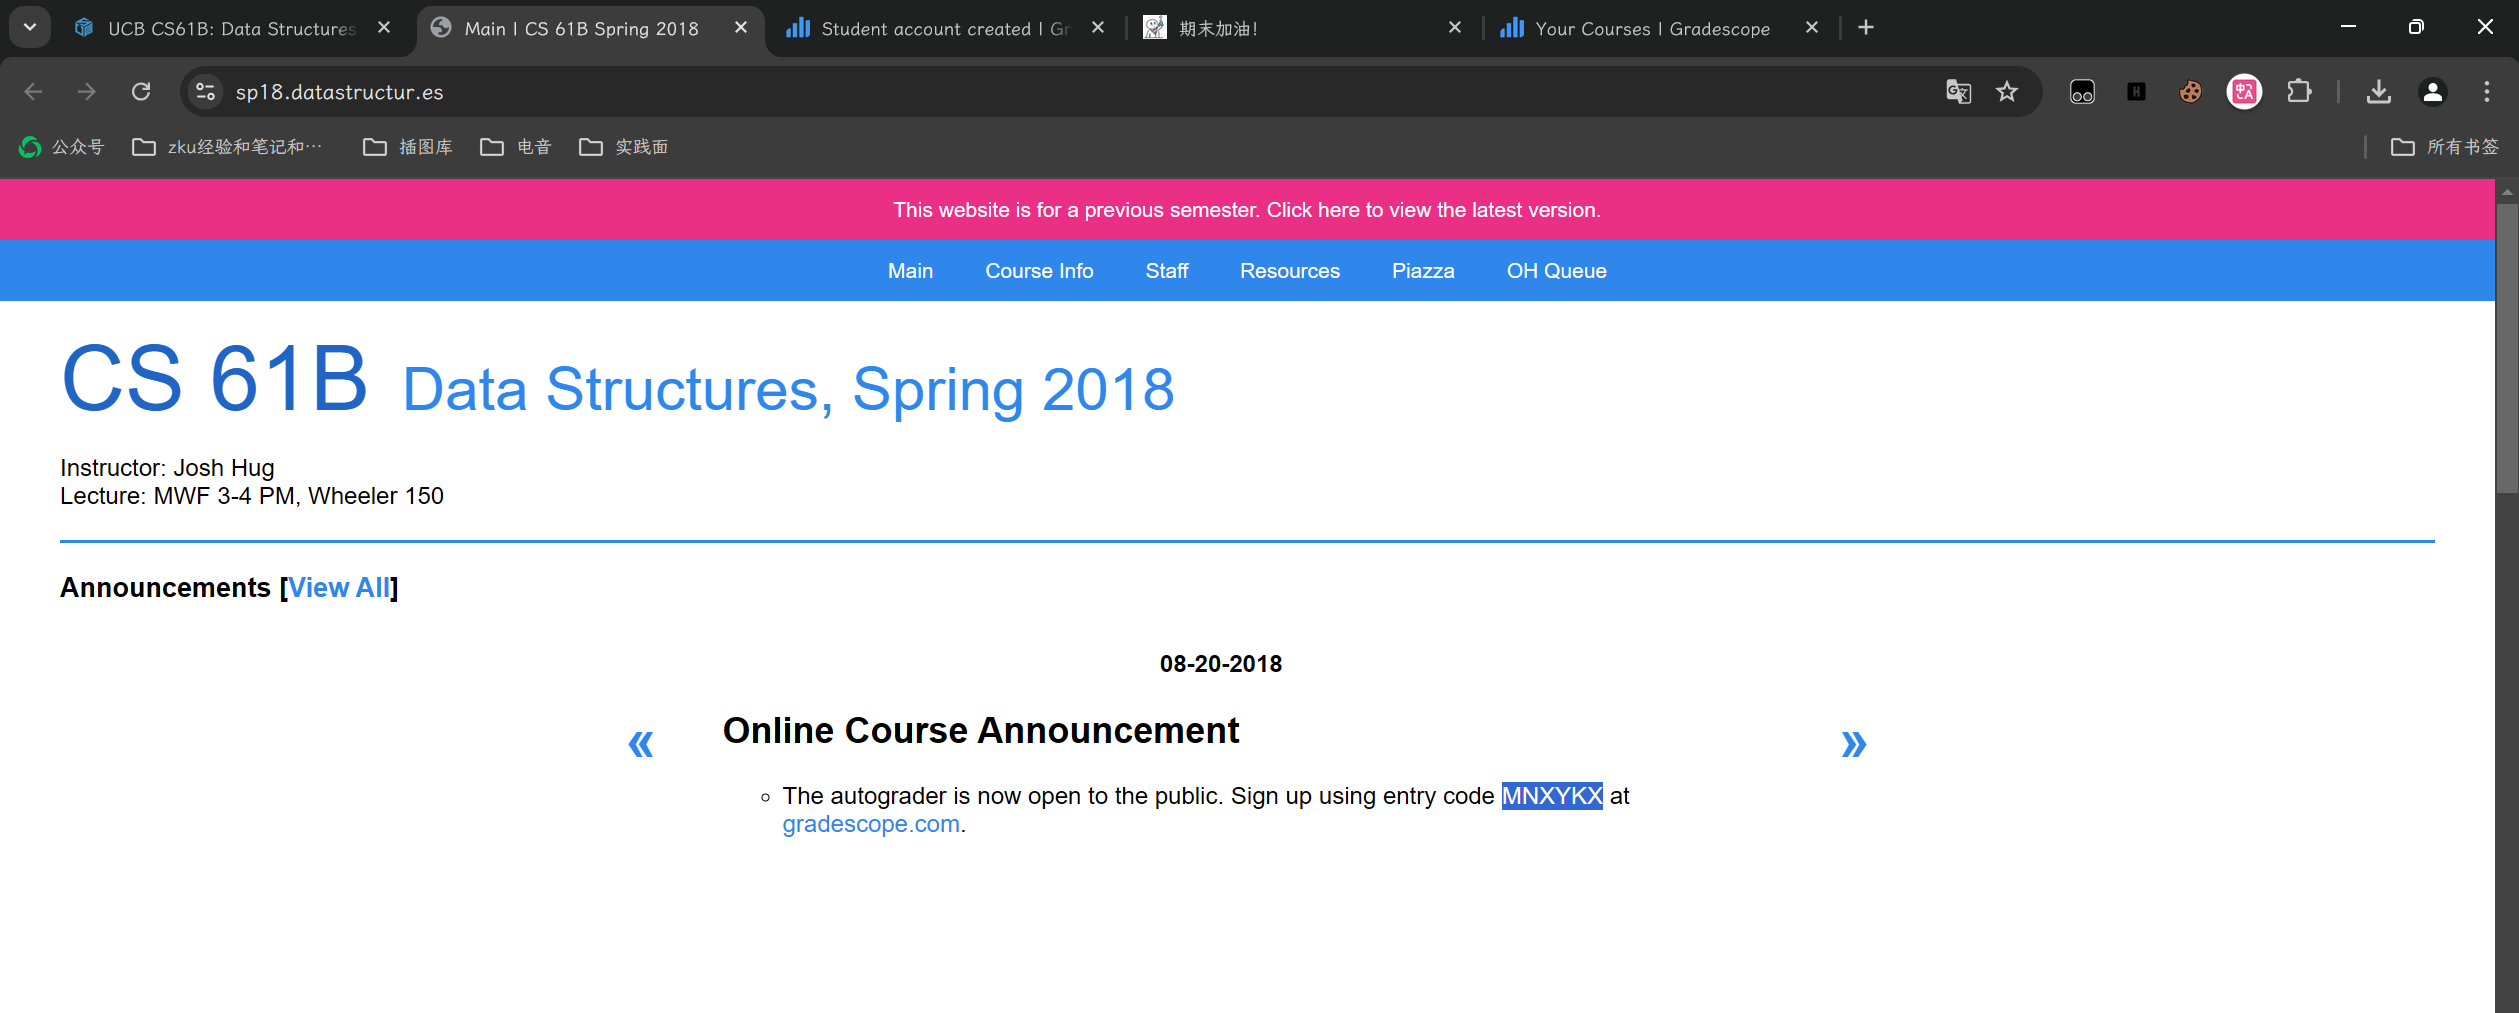 UCB CS61B: Data Structures
Main | CS 61B Spring 2018
Student account created | Gr
期末加油!
Your Courses | Gradescope
sp18.datastructur.es
公众号
zku经验和笔记和…
插图库
电音
实践面
所有书签
This website is for a previous semester. Click here to view the latest version.
Main Course Info Staff Resources Piazza OH Queue
CS 61B Data Structures, Spring 2018
Instructor: Josh Hug
Lecture: MWF 3-4 PM, Wheeler 150
Announcements [View All]
08-20-2018
« Online Course Announcement »
The autograder is now open to the public. Sign up using entry code MNXYKX at
gradescope.com.